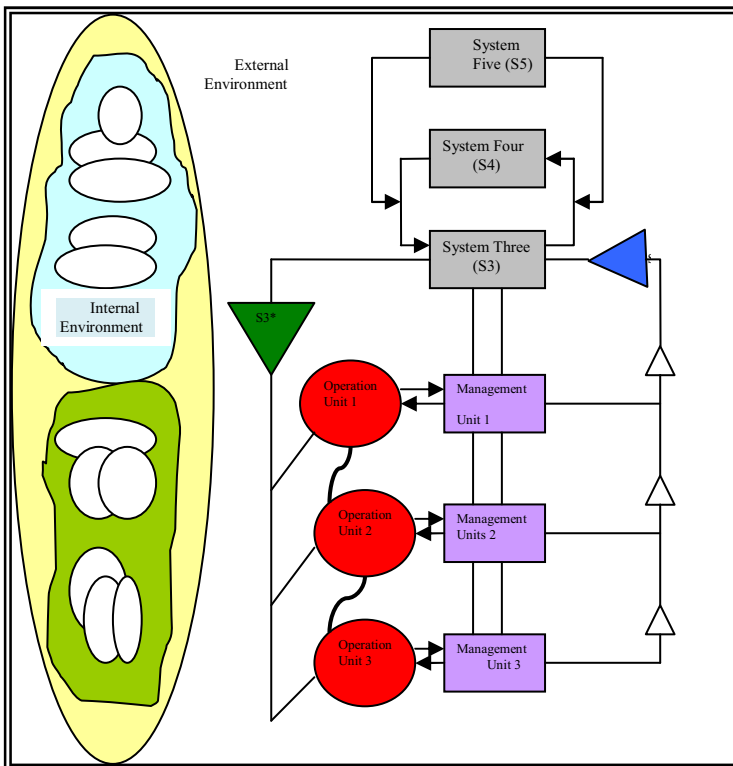 External
Environment
System
Five (S5)
System Four
(S4)
System Three
(S3)
Internal
Environment
S3*
Operation
Unit 1
Management
Unit 1
Operation
Unit 2
Management
Units 2
Operation
Unit 3
Management
Unit 3